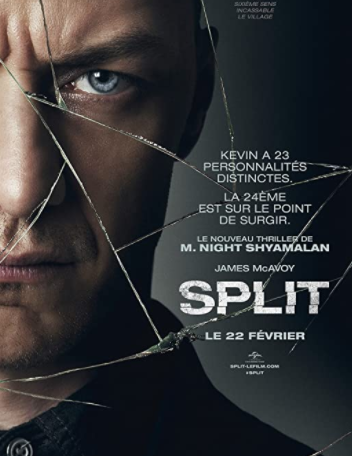 SIXIÈME SENS
INCASSABLE
LE VILLAGE
KEVIN A 23
PERSONNALITÉS
DISTINCTES.
LA 24ÈME
EST SUR LE POINT
DE SURGIR.
LE NOUVEAU THRILLER DE
M. NIGHT SHYAMALAN
JAMES McAVOY
SPLIT
LE 22 FÉVRIER
SPLIT-LEFILM.COM
#SPLIT